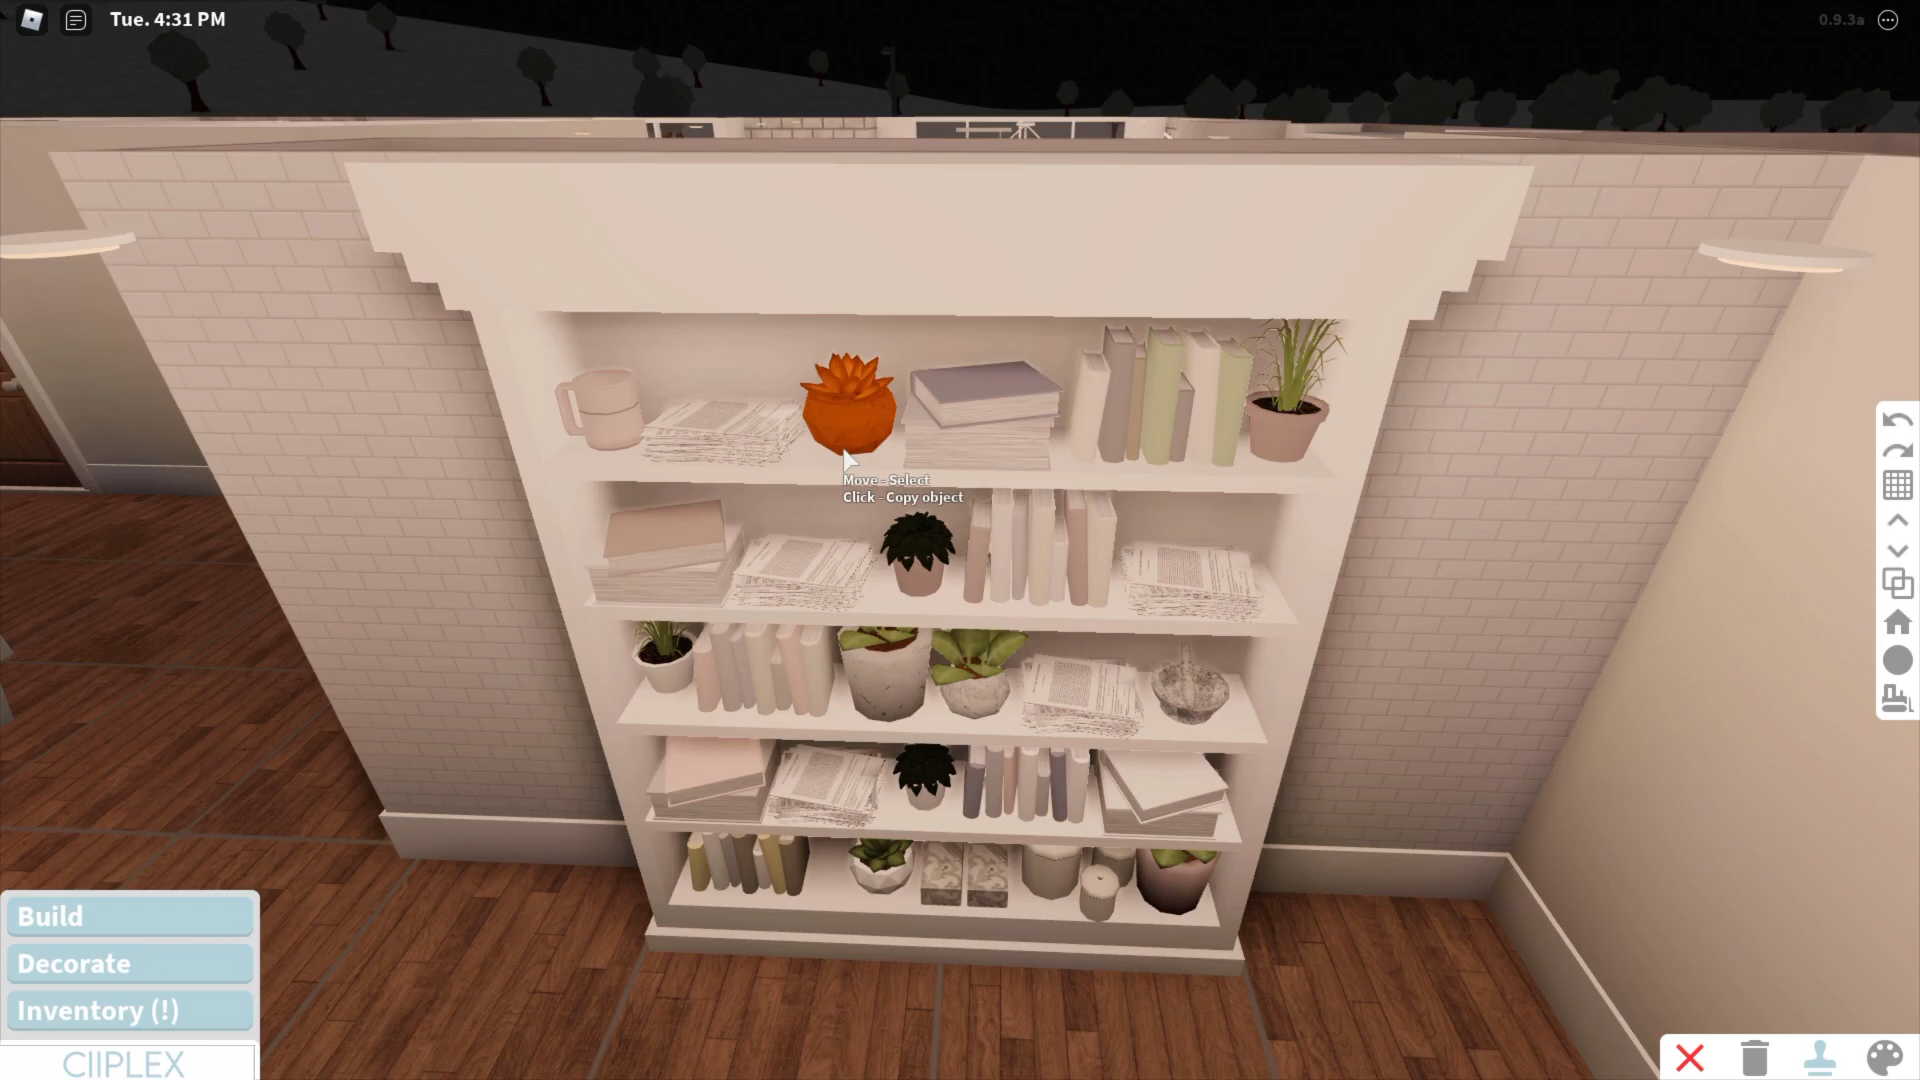 Tue. 4:31 PM
0.9.3a
Move - Select
Click - Copy object
Build
Decorate
Inventory (!)
CIIPLEX